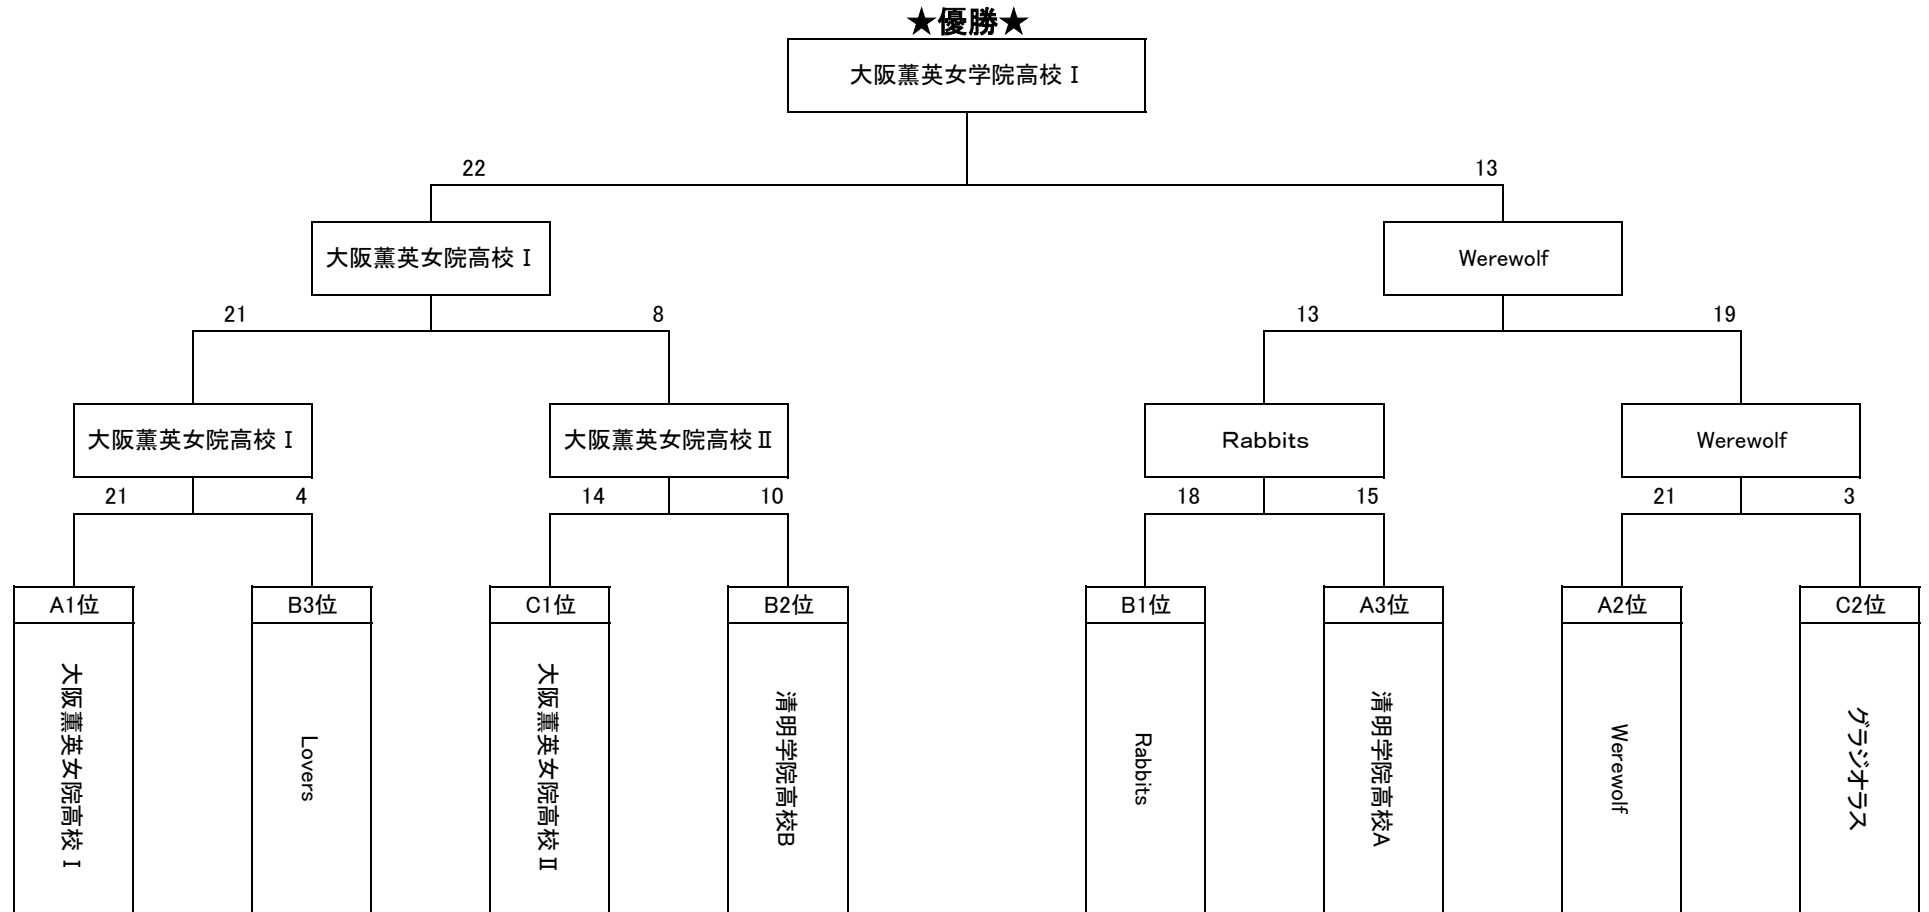 ★優勝★
大阪薫英女学院高校Ⅰ
22
13
大阪薫英女院高校Ⅰ
Werewolf
21
8
13
19
大阪薫英女院高校Ⅰ
大阪薫英女院高校Ⅱ
Rabbits
Werewolf
21
4
14
10
18
15
21
3
A1位
B3位
C1位
B2位
B1位
A3位
A2位
C2位
大阪薫英女院高校Ⅰ
Lovers
大阪薫英女院高校Ⅱ
清明学院高校B
Rabbits
清明学院高校A
Werewolf
グラジオラス